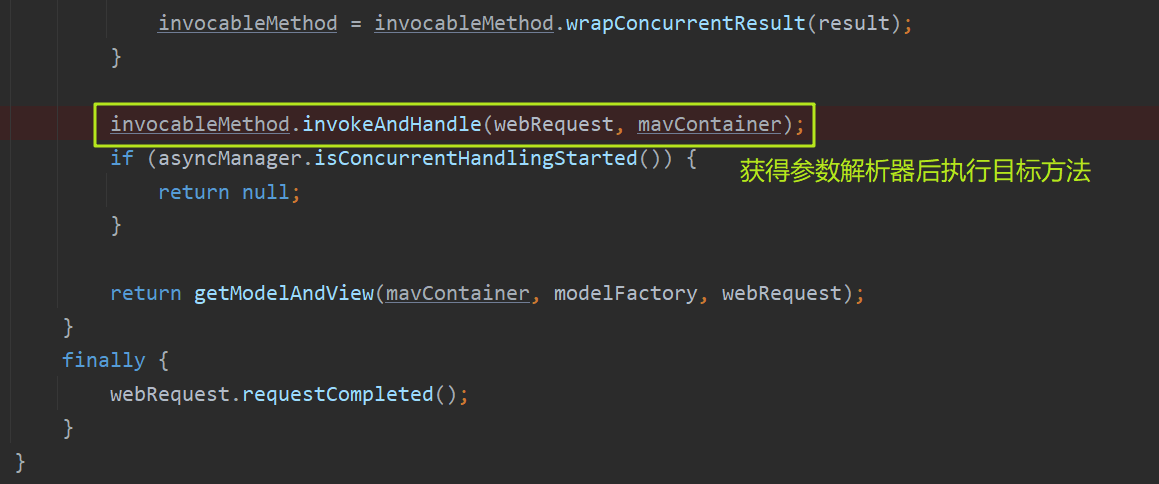 invocableMethod = invocableMethod.wrapConcurrentResult(result);
}
invocableMethod.invokeAndHandle(webRequest, mavContainer);
if (asyncManager.isConcurrentHandlingStarted()) {
获得参数解析器后执行目标方法
return null;
}
return getModelAndView(mavContainer, modelFactory, webRequest);
}
finally {
webRequest.requestCompleted();
}
}